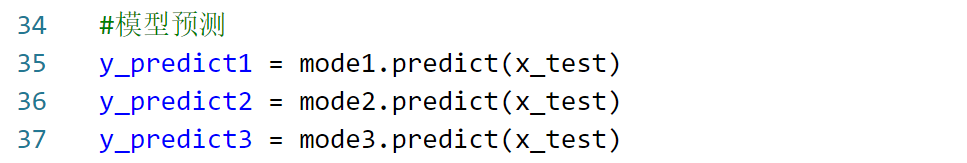 34 #模型预测
35 y_predict1 = mode1.predict(x_test)
36 y_predict2 = mode2.predict(x_test)
37 y_predict3 = mode3.predict(x_test)